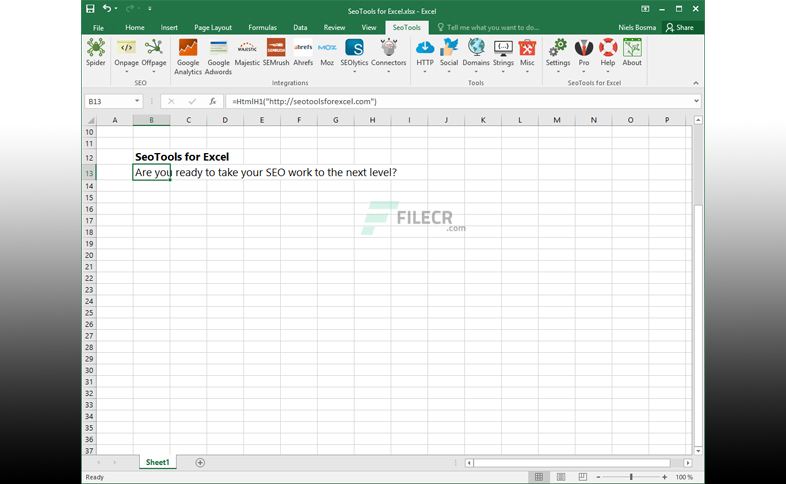 SeoTools for Excel.xlsx - Excel
File Home Insert Page Layout Formulas Data Review View SeoTools Tell me what you want to do... Niels Bosma Share
</> MAJESTIC SEMRUSH ahrefs MOZ S
Spider Onpage Offpage Google Analytics Google Adwords Majestic SEMrush Ahrefs Moz SEOlytics Connectors HTTP Social Domains Strings Misc Settings Pro Help About
SEO Integrations Tools SeoTools for Excel
B13 fx =HtmlH1("http://seotoolsforexcel.com")
A B C D E F G H I J K L M N O P
10
11
12 SeoTools for Excel
13 Are you ready to take your SEO work to the next level?
14
15
16
17 FILECR
18 .com
19
20
21
22
23
24
25
26
27
28
29
30
31
32
33
34
35
36
37
Sheet1
Ready 100 %